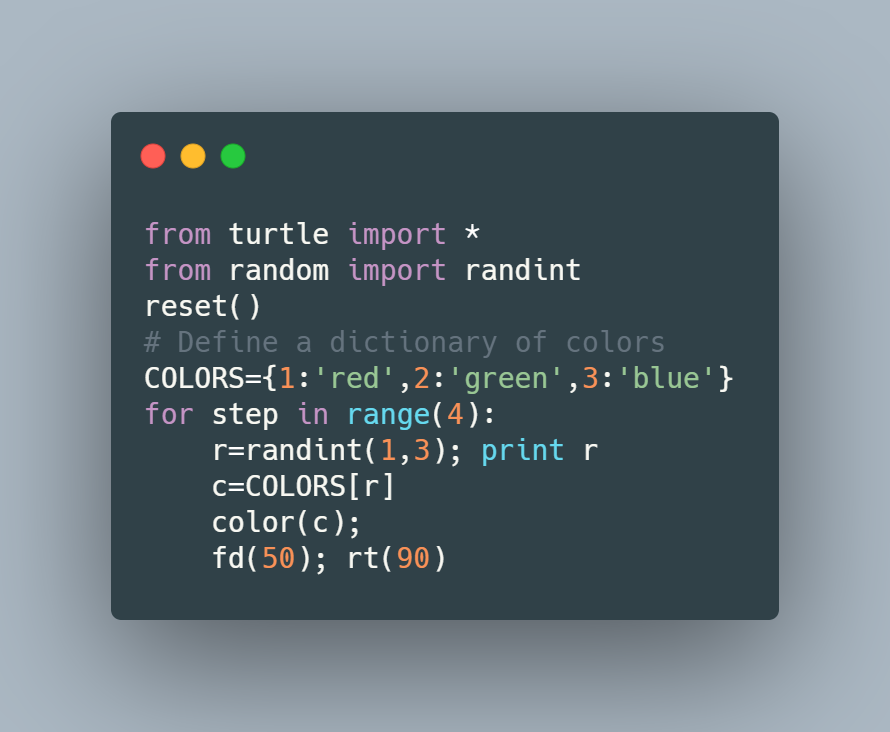 from turtle import *
from random import randint
reset()
# Define a dictionary of colors
COLORS={1:'red',2:'green',3:'blue'}
for step in range(4):
    r=randint(1,3); print r
    c=COLORS[r]
    color(c);
    fd(50); rt(90)